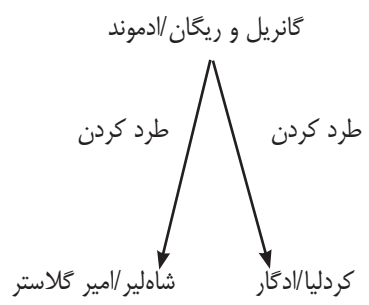 گانریل و ریگان/ادموند
طرد کردن
طرد کردن
کردلیا/ادگار
شاه‌لیر/امیر گلاستر